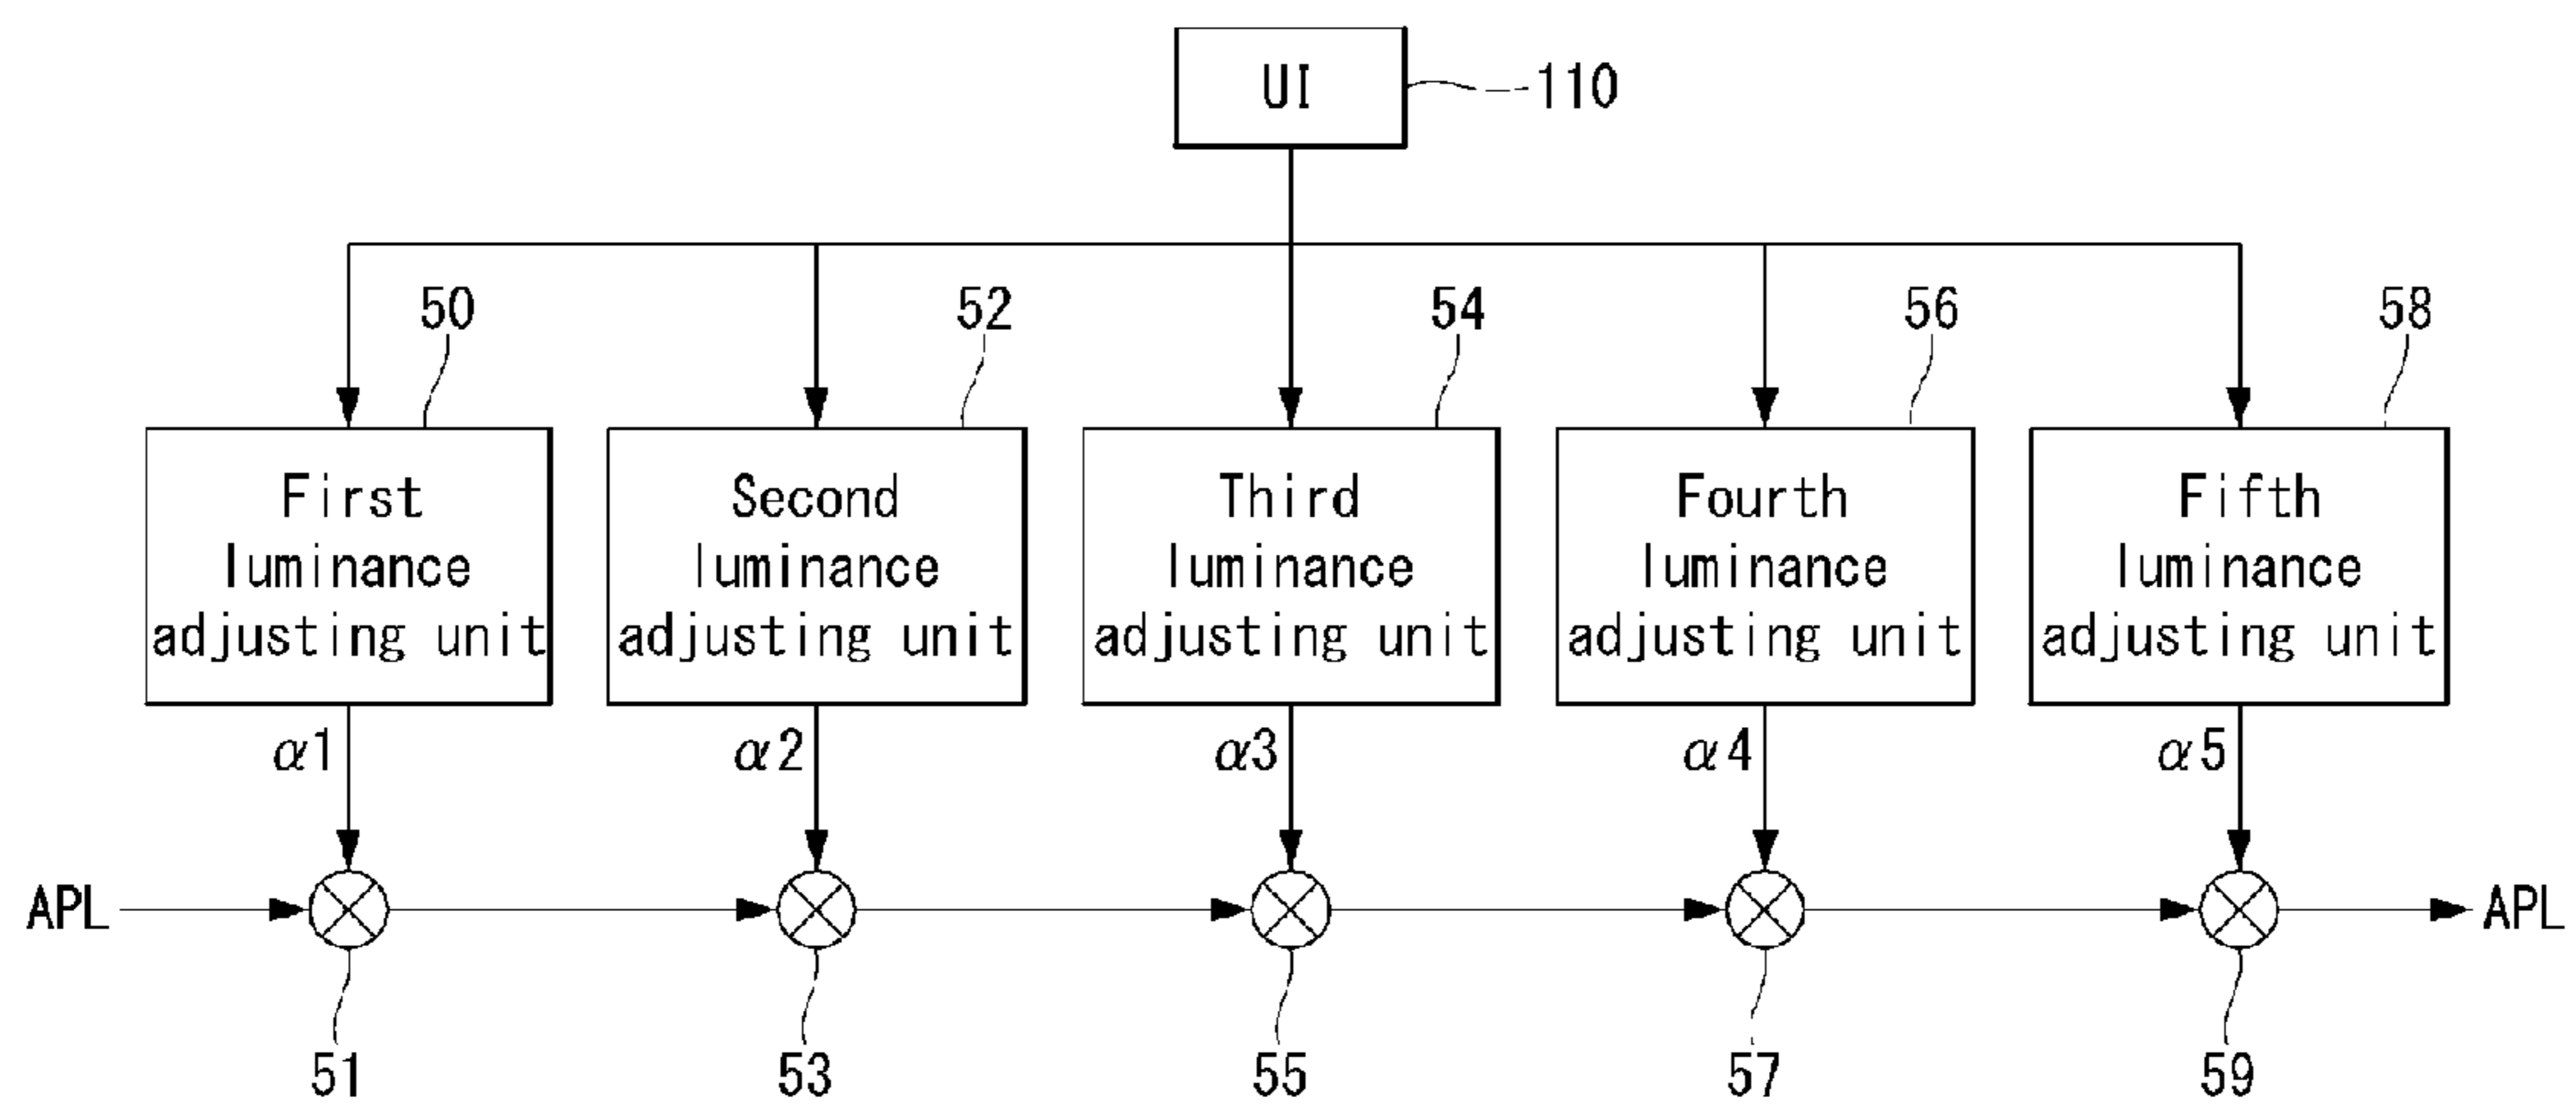 UI
110
50
52
54
56
58
First
luminance
adjusting unit
Second
luminance
adjusting unit
Third
luminance
adjusting unit
Fourth
luminance
adjusting unit
Fifth
luminance
adjusting unit
α1
α2
α3
α4
α5
APL
APL
51
53
55
57
59